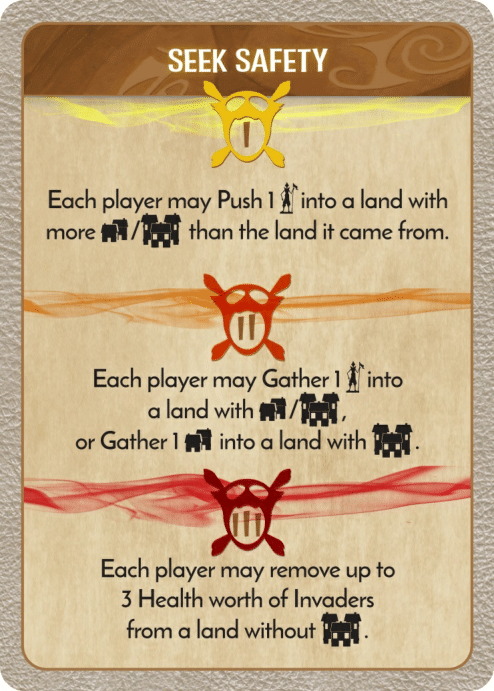 SEEK SAFETY
I
Each player may Push 1 into a land with
more / than the land it came from.
II
Each player may Gather 1 into
a land with / ,
or Gather 1 into a land with .
III
Each player may remove up to
3 Health worth of Invaders
from a land without .